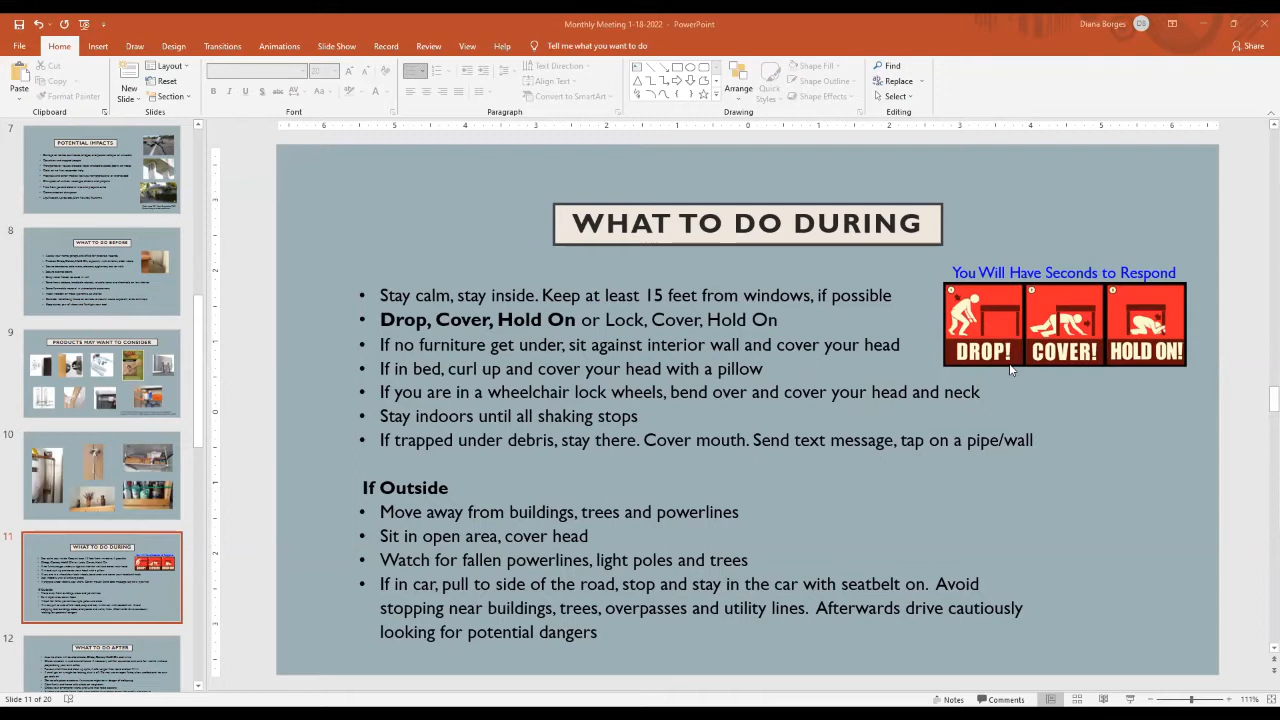 Monthly Meeting 1-18-2022 - PowerPoint
Diana Borges DB
File Home Insert Draw Design Transitions Animations Slide Show Record Review View Help Tell me what you want to do Share
Paste
Cut
Copy
Format Painter
Clipboard
New Slide
Layout
Reset
Section
Slides
Font
Text Direction
Align Text
Convert to SmartArt
Paragraph
Arrange
Quick Styles
Shape Fill
Shape Outline
Shape Effects
Drawing
Find
Replace
Select
Editing
7
POTENTIAL IMPACTS
8
WHAT TO DO BEFORE
9
PRODUCTS MAY WANT TO CONSIDER
10
11
WHAT TO DO DURING
12
WHAT TO DO AFTER
WHAT TO DO DURING
You Will Have Seconds to Respond
DROP! COVER! HOLD ON!
• Stay calm, stay inside. Keep at least 15 feet from windows, if possible
• Drop, Cover, Hold On or Lock, Cover, Hold On
• If no furniture get under, sit against interior wall and cover your head
• If in bed, curl up and cover your head with a pillow
• If you are in a wheelchair lock wheels, bend over and cover your head and neck
• Stay indoors until all shaking stops
• If trapped under debris, stay there. Cover mouth. Send text message, tap on a pipe/wall
If Outside
• Move away from buildings, trees and powerlines
• Sit in open area, cover head
• Watch for fallen powerlines, light poles and trees
• If in car, pull to side of the road, stop and stay in the car with seatbelt on. Avoid
stopping near buildings, trees, overpasses and utility lines. Afterwards drive cautiously
looking for potential dangers
Slide 11 of 20
Notes Comments 111%